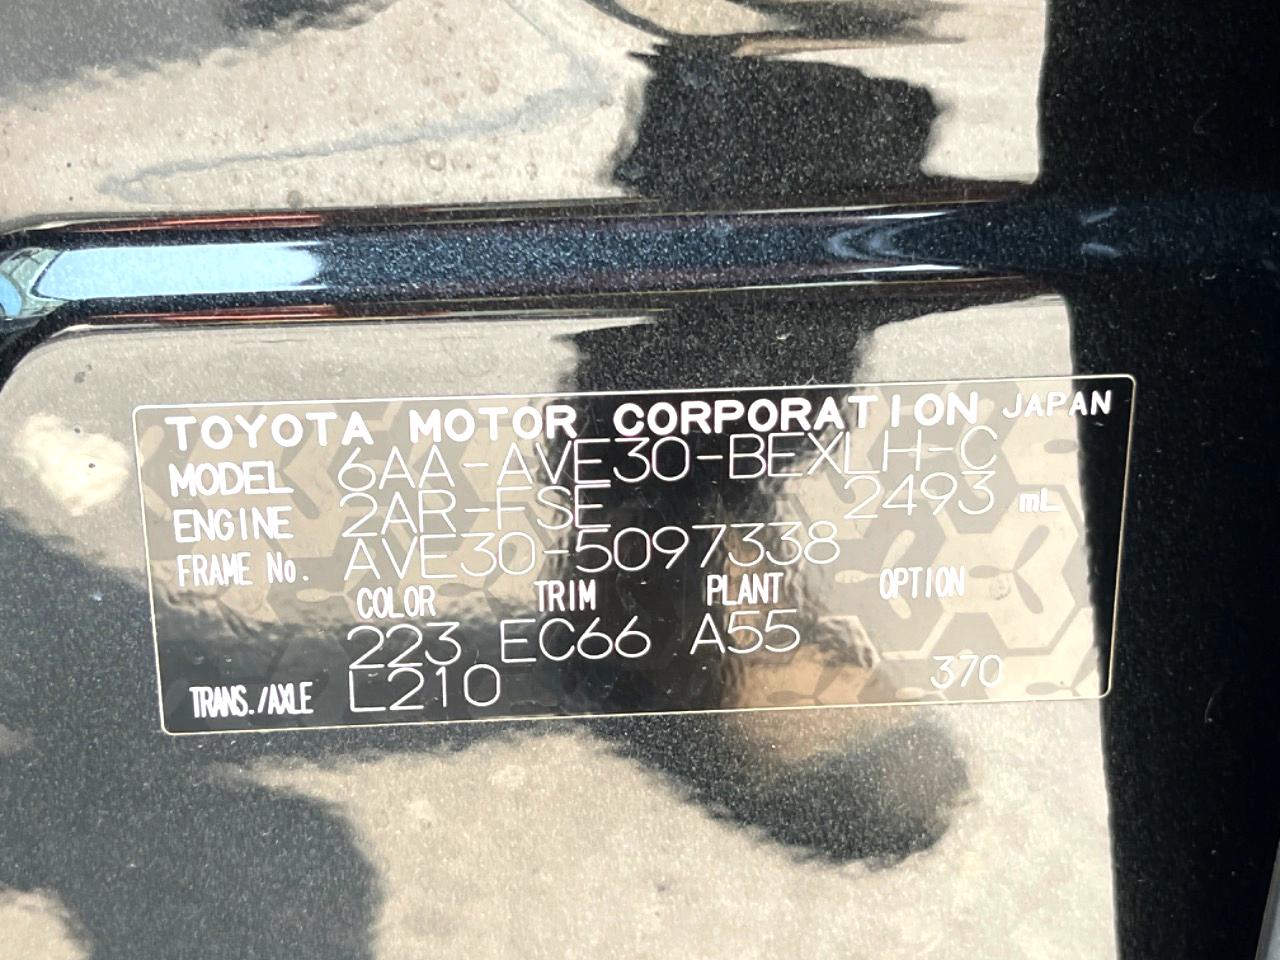 TOYOTA MOTOR CORPORATION JAPAN
MODEL 6AA-AVE30-BEXLH-C
ENGINE 2AR-FSE 2493 mL
FRAME No. AVE30-5097338
COLOR TRIM PLANT OPTION
223 EC66 A55
TRANS./AXLE L210 370